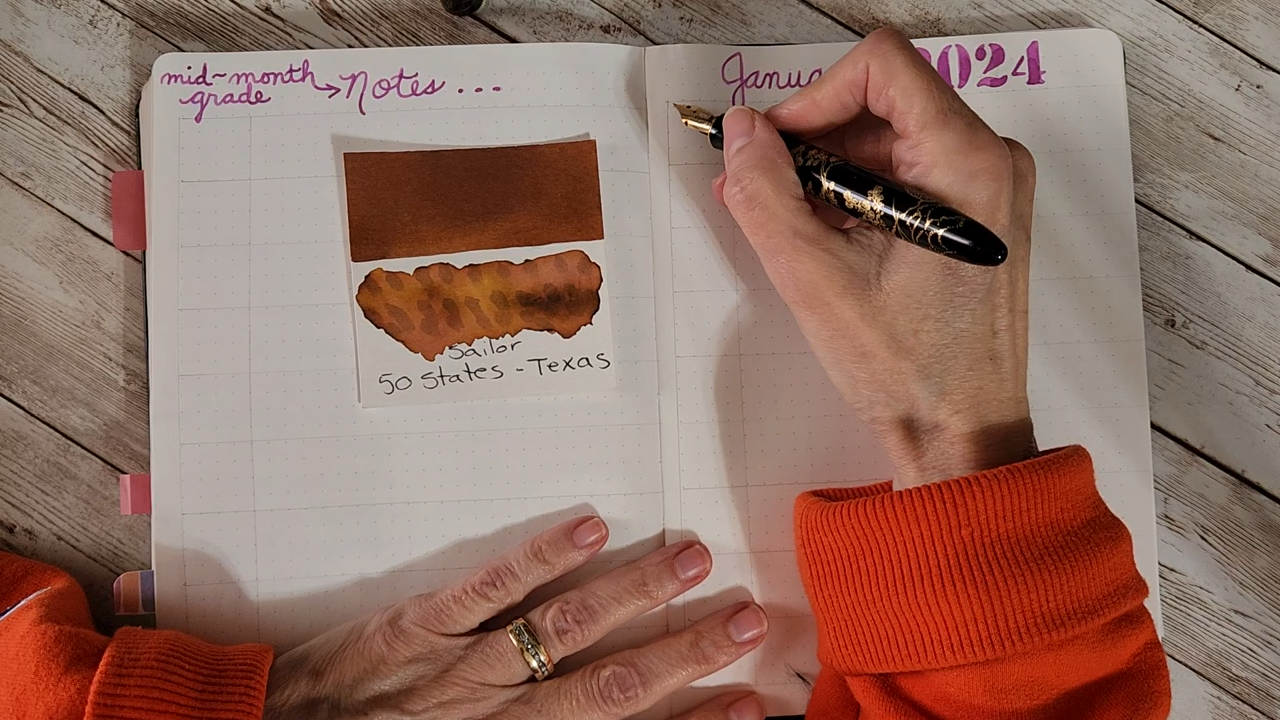 mid~month
grade
→Notes ...
2024
Sailor
50 States - Texas